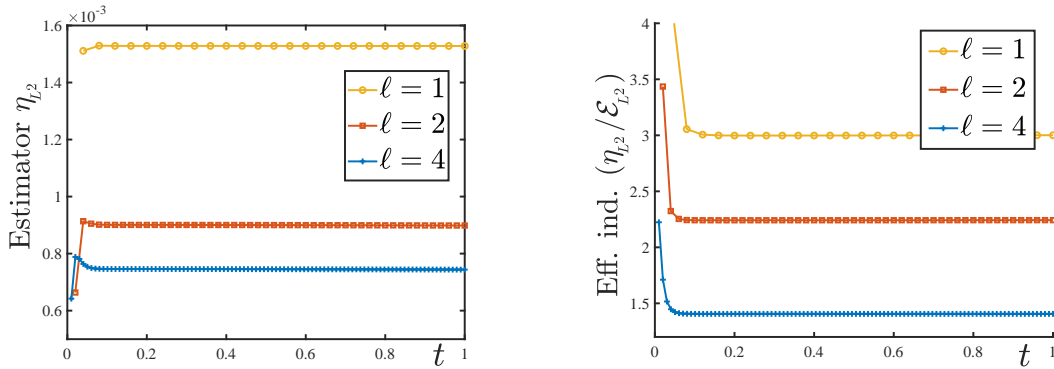 ×10⁻³
1.6
1.4
1.2
1
0.8
0.6
0 0.2 0.4 0.6 0.8 1
t
Estimator η_{L²}
ℓ = 1
ℓ = 2
ℓ = 4
4
3.5
3
2.5
2
1.5
0 0.2 0.4 0.6 0.8 1
t
Eff. ind. (η_{L²}/ℰ_{L²})
ℓ = 1
ℓ = 2
ℓ = 4